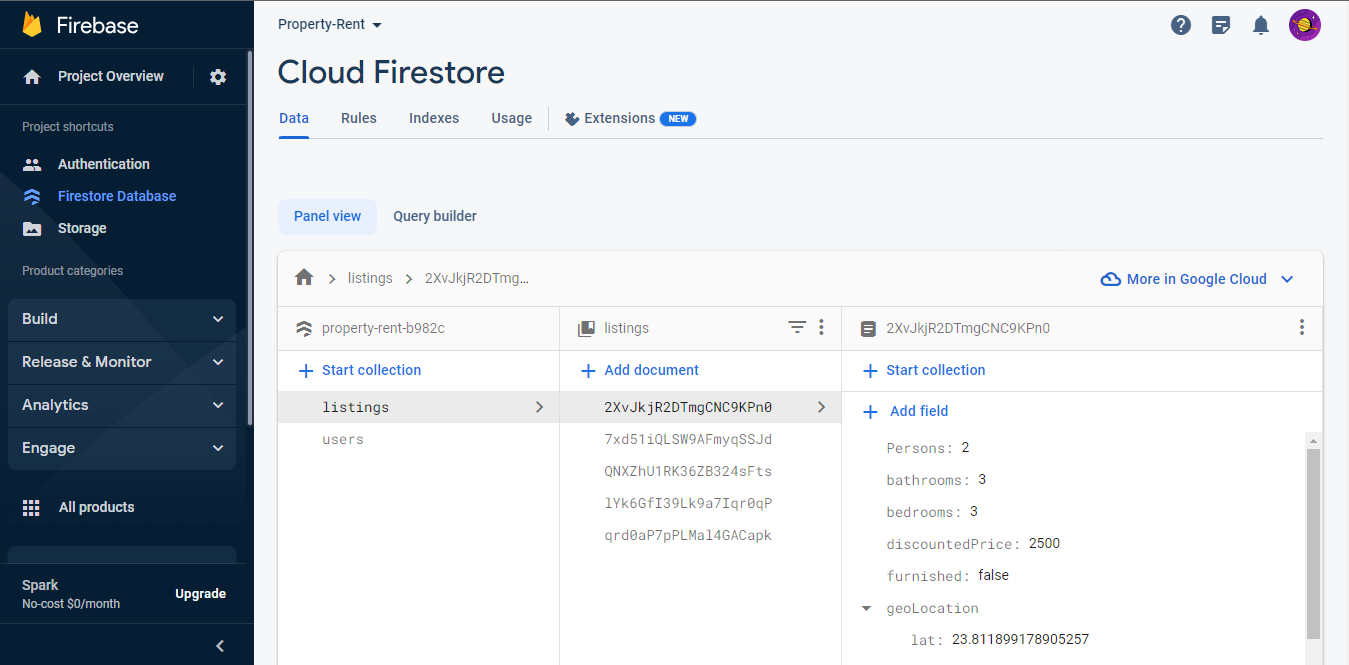 Firebase
Project Overview
Project shortcuts
Authentication
Firestore Database
Storage
Product categories
Build
Release & Monitor
Analytics
Engage
All products
Spark
No-cost $0/month
Upgrade
Property-Rent
Cloud Firestore
Data Rules Indexes Usage Extensions NEW
Panel view Query builder
listings 2XvJkjR2DTmg... More in Google Cloud
property-rent-b982c
Start collection
listings
users
listings
Add document
2XvJkjR2DTmgCNC9KPn0
7xd51iQLSW9AFmyqSSJd
QNXZhU1RK36ZB324sFts
lYk6GfI39Lk9a7Iqr0qP
qrd0aP7pPLMal4GACapk
2XvJkjR2DTmgCNC9KPn0
Start collection
Add field
Persons: 2
bathrooms: 3
bedrooms: 3
discountedPrice: 2500
furnished: false
geoLocation
lat: 23.811899178905257